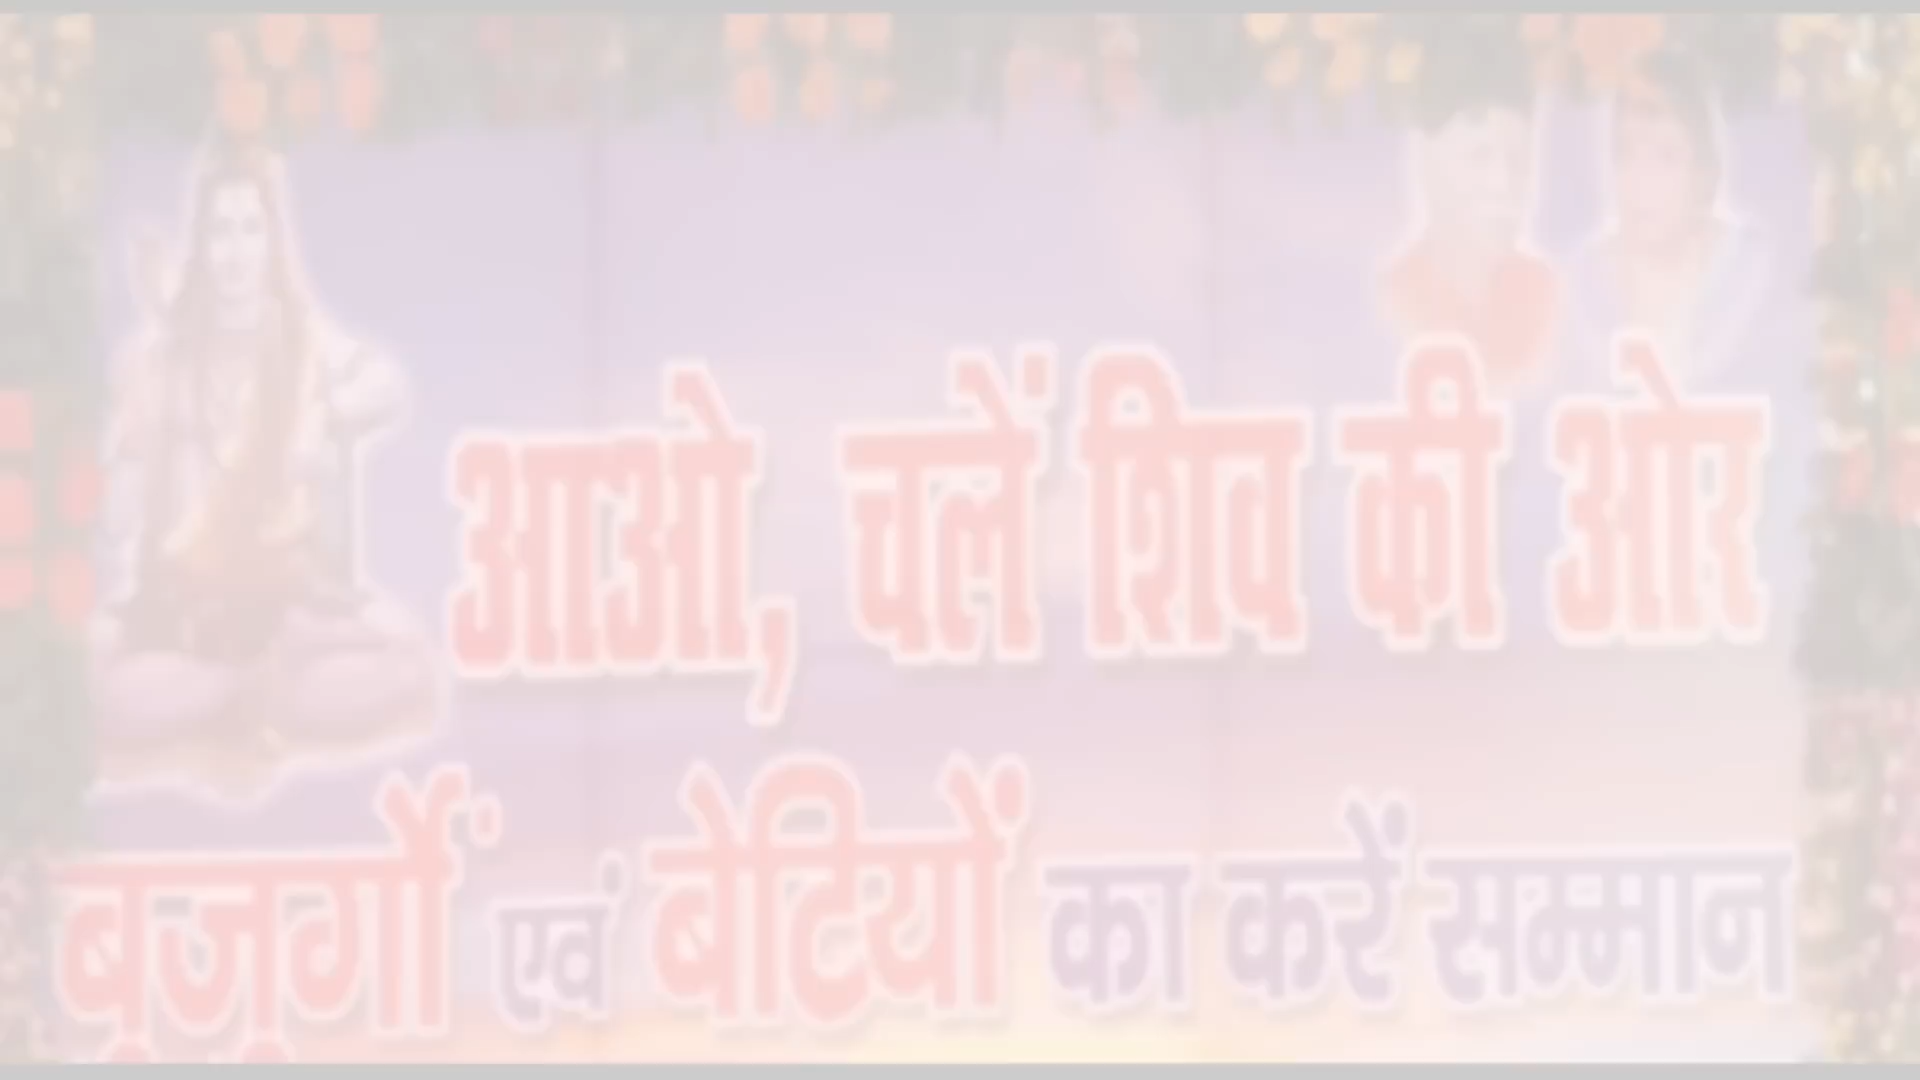 आओ, चलें शिव की ओर
बुजुर्गों एवं बेटियों का करें सम्मान